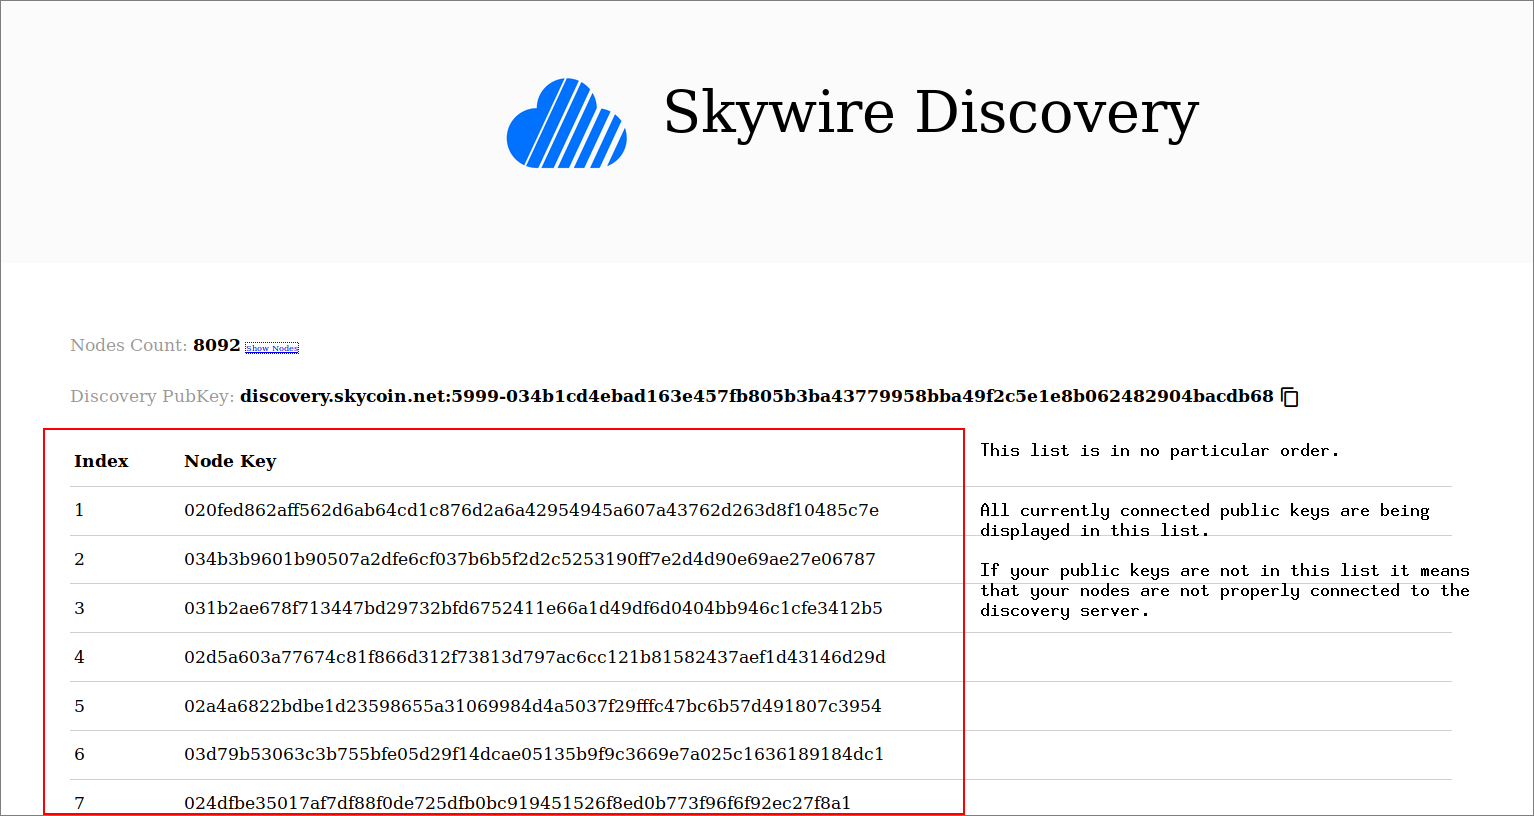 Skywire Discovery
Nodes Count: 8092 Show Nodes
Discovery PubKey: discovery.skycoin.net:5999-034b1cd4ebad163e457fb805b3ba43779958bba49f2c5e1e8b062482904bacdb68
Index Node Key
This list is in no particular order.
1 020fed862aff562d6ab64cd1c876d2a6a42954945a607a43762d263d8f10485c7e
All currently connected public keys are being
displayed in this list.
2 034b3b9601b90507a2dfe6cf037b6b5f2d2c5253190ff7e2d4d90e69ae27e06787
If your public keys are not in this list it means
that your nodes are not properly connected to the
discovery server.
3 031b2ae678f713447bd29732bfd6752411e66a1d49df6d0404bb946c1cfe3412b5
4 02d5a603a77674c81f866d312f73813d797ac6cc121b81582437aef1d43146d29d
5 02a4a6822bdbe1d23598655a31069984d4a5037f29fffc47bc6b57d491807c3954
6 03d79b53063c3b755bfe05d29f14dcae05135b9f9c3669e7a025c1636189184dc1
7 024dfbe35017af7df88f0de725dfb0bc919451526f8ed0b773f96f6f92ec27f8a1